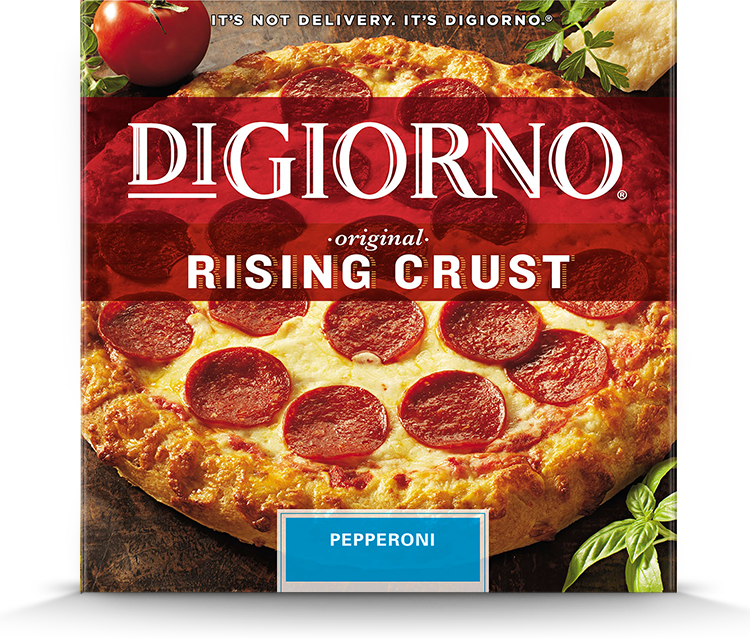 IT'S NOT DELIVERY. IT'S DIGIORNO.®
DIGIORNO®
·original·
RISING CRUST
PEPPERONI